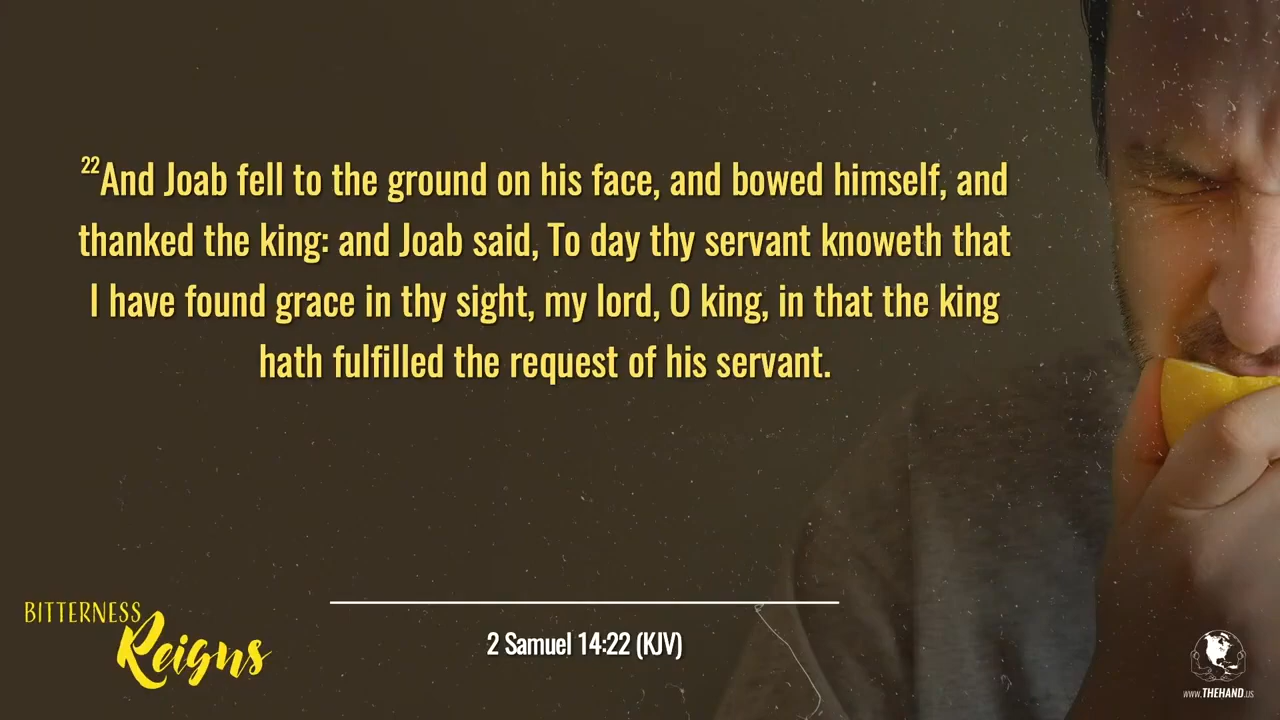 22And Joab fell to the ground on his face, and bowed himself, and
thanked the king: and Joab said, To day thy servant knoweth that
I have found grace in thy sight, my lord, O king, in that the king
hath fulfilled the request of his servant.
BITTERNESS
Reigns
2 Samuel 14:22 (KJV)
WWW.THEHAND.US